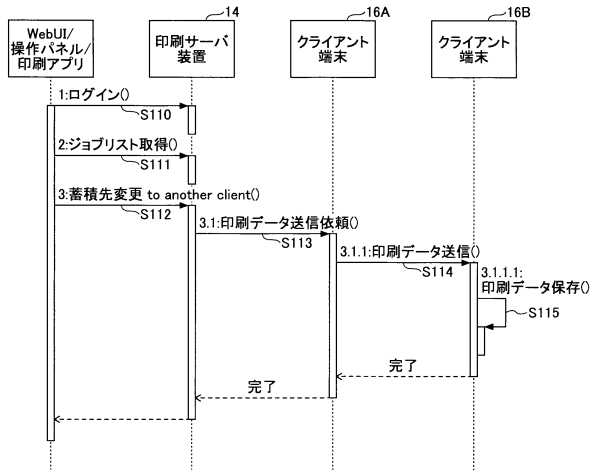 14
16A
16B
WebUI/
操作パネル/
印刷アプリ
印刷サーバ
装置
クライアント
端末
クライアント
端末
1:ログイン()
S110
2:ジョブリスト取得()
S111
3:蓄積先変更 to another client()
S112
3.1:印刷データ送信依頼()
S113
3.1.1:印刷データ送信()
S114
3.1.1.1:
印刷データ保存()
S115
完了
完了